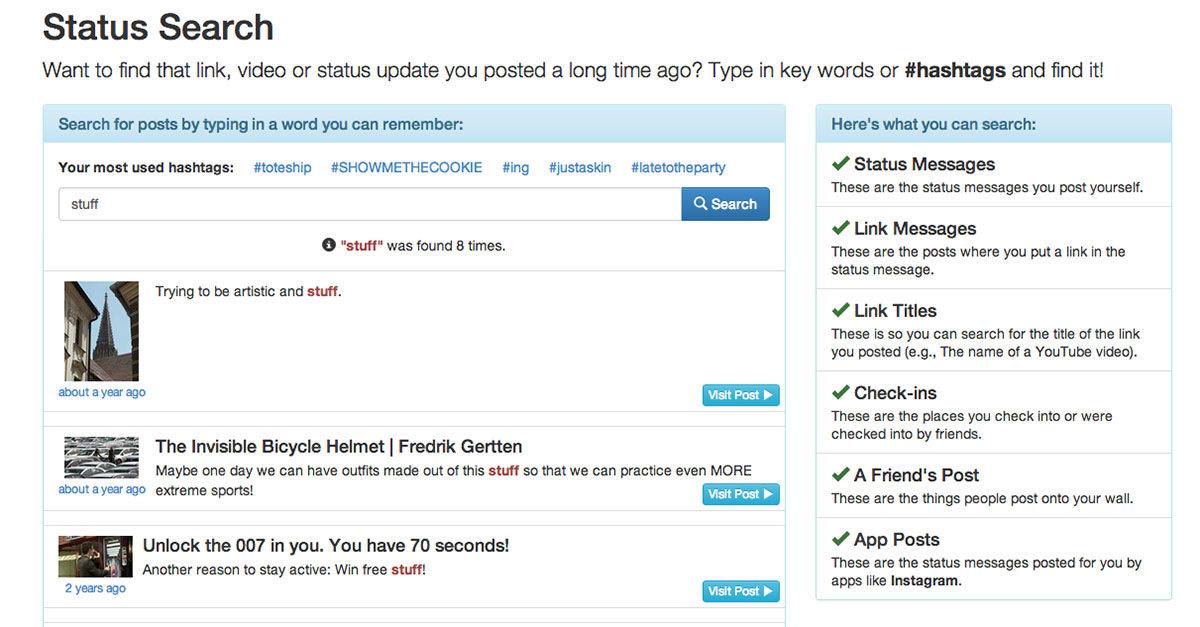 Status Search
Want to find that link, video or status update you posted a long time ago? Type in key words or #hashtags and find it!
Search for posts by typing in a word you can remember:
Your most used hashtags: #toteship #SHOWMETHECOOKIE #ing #justaskin #latetotheparty
stuff
Search
"stuff" was found 8 times.
Trying to be artistic and stuff.
about a year ago
Visit Post
The Invisible Bicycle Helmet | Fredrik Gertten
Maybe one day we can have outfits made out of this stuff so that we can practice even MORE
extreme sports!
about a year ago
Visit Post
Unlock the 007 in you. You have 70 seconds!
Another reason to stay active: Win free stuff!
2 years ago
Visit Post
Here's what you can search:
Status Messages
These are the status messages you post yourself.
Link Messages
These are the posts where you put a link in the
status message.
Link Titles
These is so you can search for the title of the link
you posted (e.g., The name of a YouTube video).
Check-ins
These are the places you check into or were
checked into by friends.
A Friend's Post
These are the things people post onto your wall.
App Posts
These are the status messages posted for you by
apps like Instagram.